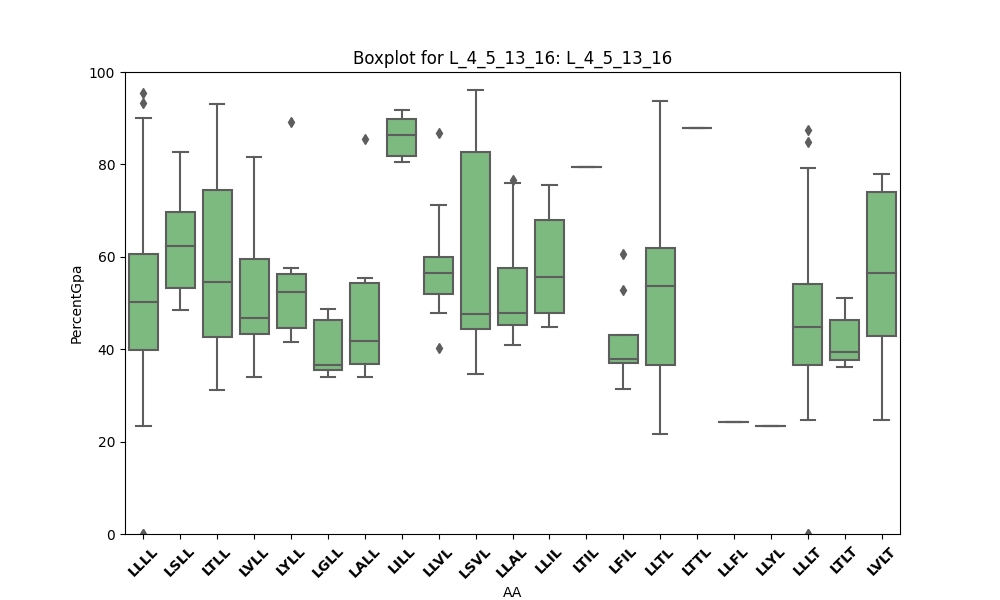 Boxplot for L_4_5_13_16: L_4_5_13_16
100
80
60
40
20
0
PercentGpa
LLLL LSLL LTLL LVLL LYLL LGLL LALL LILL LLVL LSVL LLAL LLIL LTIL LFIL LLTL LTTL LLFL LLYL LLLT LTLT LVLT
AA